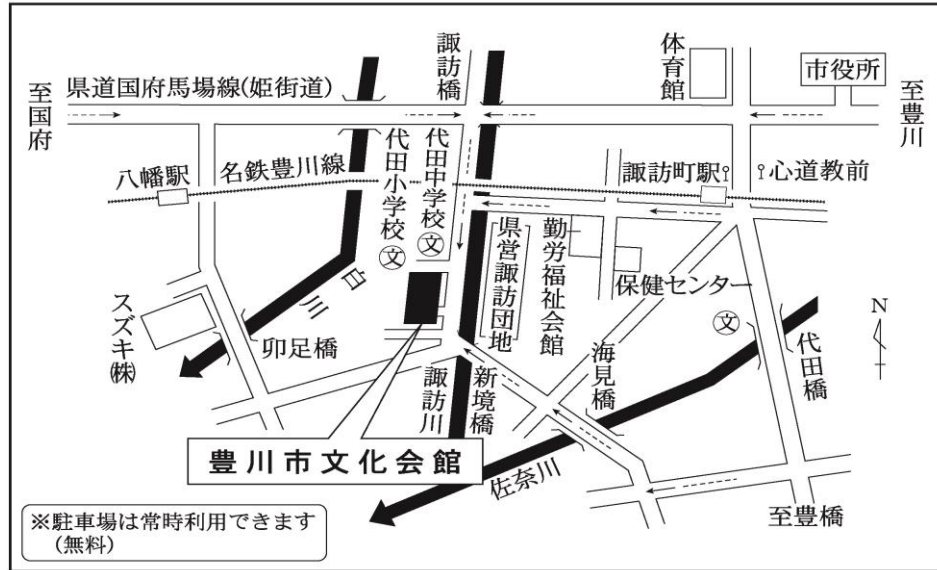 諏訪橋
体育館
市役所
県道国府馬場線(姫街道)
至国府
至豊川
代田小学校
代田中学校
八幡駅
名鉄豊川線
諏訪町駅
心道教前
文
文
県営諏訪団地
勤労福祉会館
保健センター
文
白川
N
スズキ㈱
卯足橋
海見橋
代田橋
諏訪川
新境橋
豊川市文化会館
佐奈川
至豊橋
※駐車場は常時利用できます
(無料)